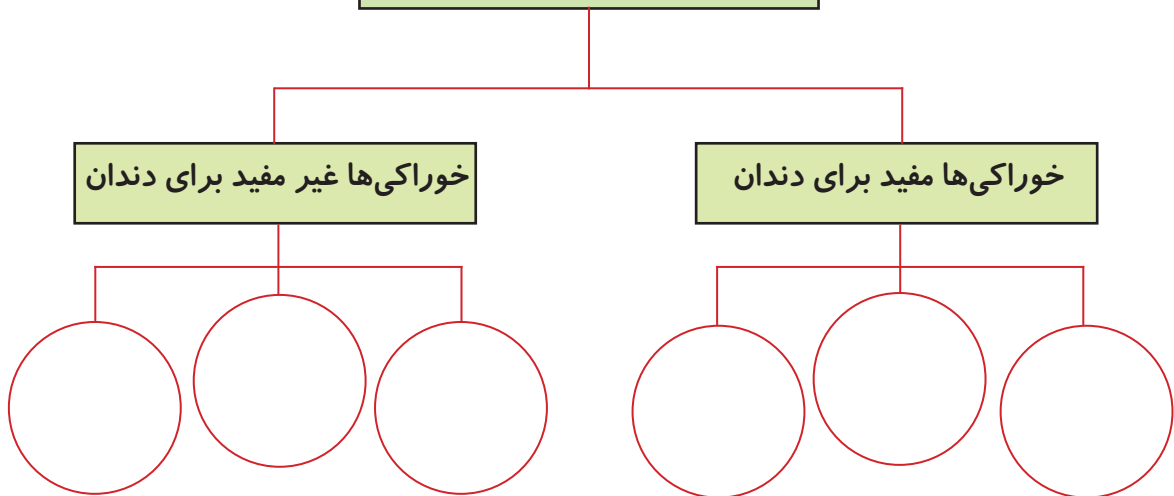 خوراکی‌ها مفید برای دندان
خوراکی‌ها غیر مفید برای دندان